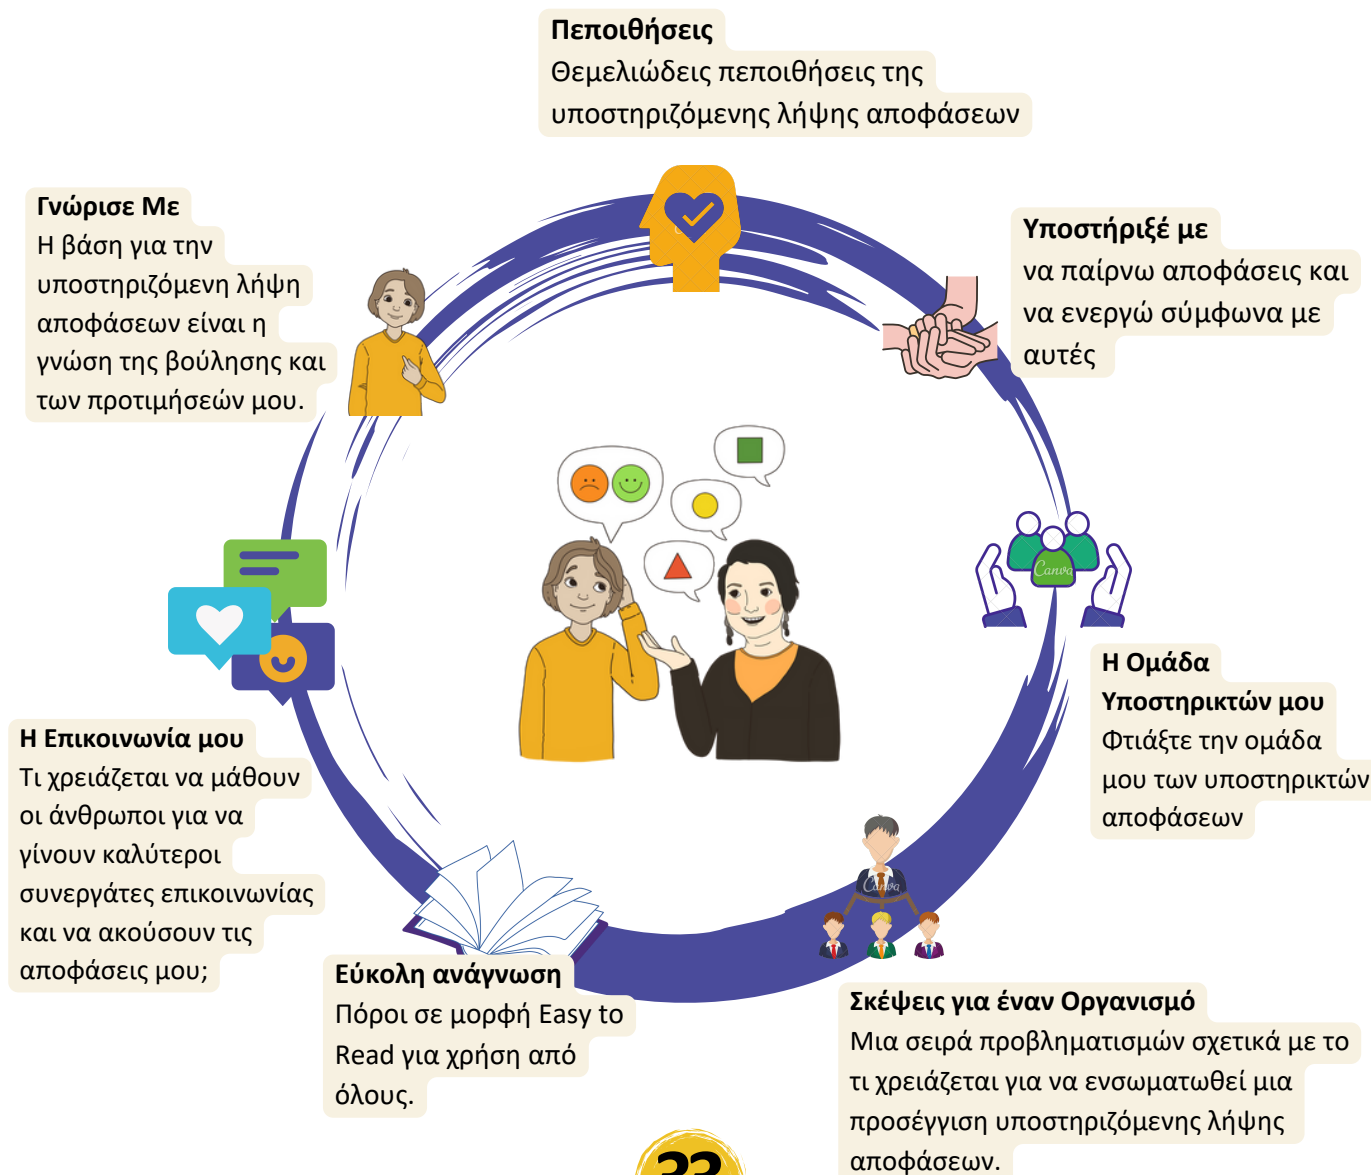 Πεποιθήσεις
Θεμελιώδεις πεποιθήσεις της
υποστηριζόμενης λήψης αποφάσεων
Γνώρισε Με
Η βάση για την
υποστηριζόμενη λήψη
αποφάσεων είναι η
γνώση της βούλησης και
των προτιμήσεών μου.
Υποστήριξέ με
να παίρνω αποφάσεις και
να ενεργώ σύμφωνα με
αυτές
Canva
Η Ομάδα
Υποστηρικτών μου
Φτιάξτε την ομάδα
μου των υποστηρικτών
αποφάσεων
Η Επικοινωνία μου
Τι χρειάζεται να μάθουν
οι άνθρωποι για να
γίνουν καλύτεροι
συνεργάτες επικοινωνίας
και να ακούσουν τις
αποφάσεις μου;
Canva
Εύκολη ανάγνωση
Πόροι σε μορφή Easy to
Read για χρήση από
όλους.
Σκέψεις για έναν Οργανισμό
Μια σειρά προβληματισμών σχετικά με το
τι χρειάζεται για να ενσωματωθεί μια
προσέγγιση υποστηριζόμενης λήψης
αποφάσεων.
33